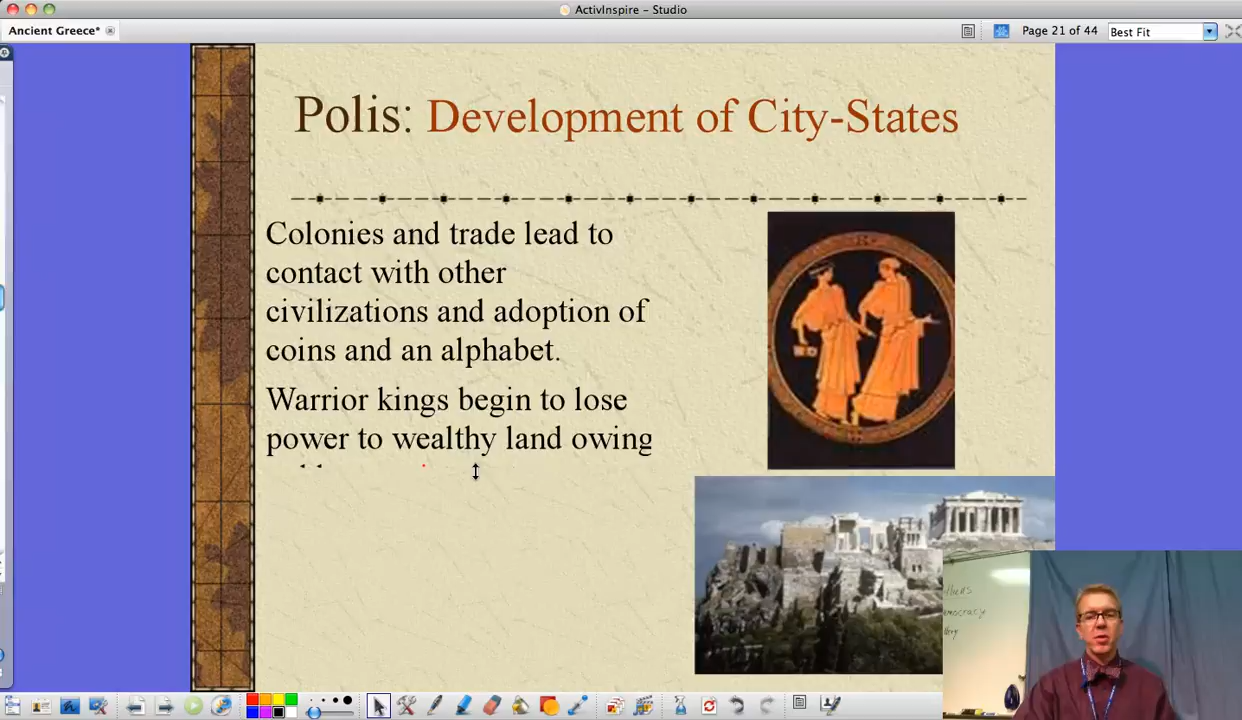 ActivInspire – Studio
Ancient Greece*
Page 21 of 44
Best Fit
Polis: Development of City-States
Colonies and trade lead to
contact with other
civilizations and adoption of
coins and an alphabet.
Warrior kings begin to lose
power to wealthy land owing